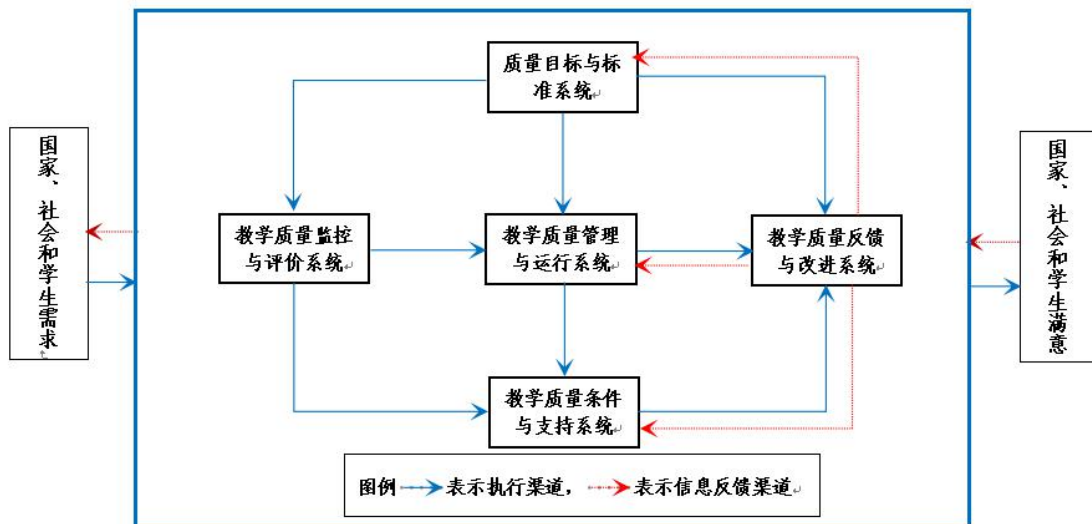 质量目标与标
准系统
国家、社会和学生需求
教学质量监控
与评价系统
教学质量管理
与运行系统
教学质量反馈
与改进系统
国家、社会和学生满意
教学质量条件
与支持系统
图例 表示执行渠道， 表示信息反馈渠道